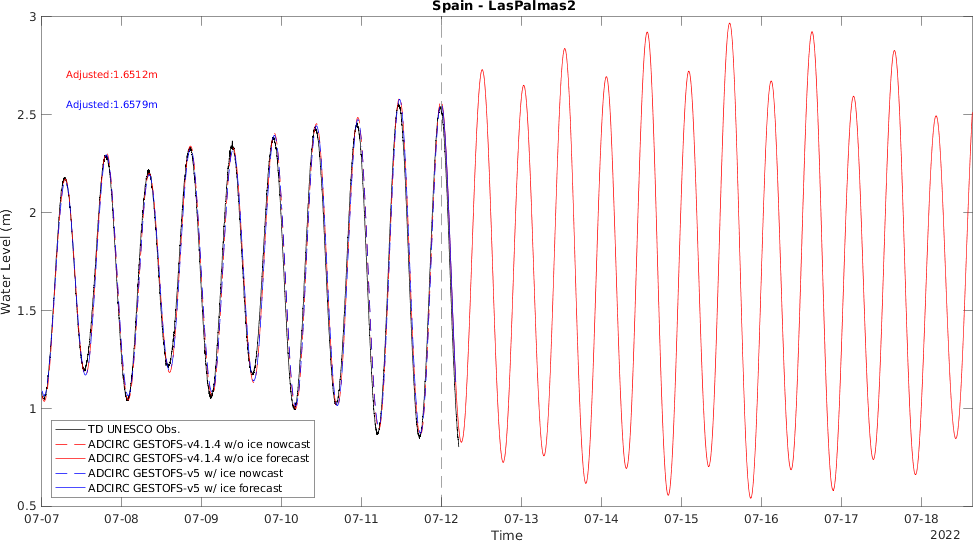 Spain - LasPalmas2
Adjusted:1.6512m
Adjusted:1.6579m
Water Level (m)
3
2.5
2
1.5
1
0.5
TD UNESCO Obs.
ADCIRC GESTOFS-v4.1.4 w/o ice nowcast
ADCIRC GESTOFS-v4.1.4 w/o ice forecast
ADCIRC GESTOFS-v5 w/ ice nowcast
ADCIRC GESTOFS-v5 w/ ice forecast
07-07 07-08 07-09 07-10 07-11 07-12 07-13 07-14 07-15 07-16 07-17 07-18
Time
2022